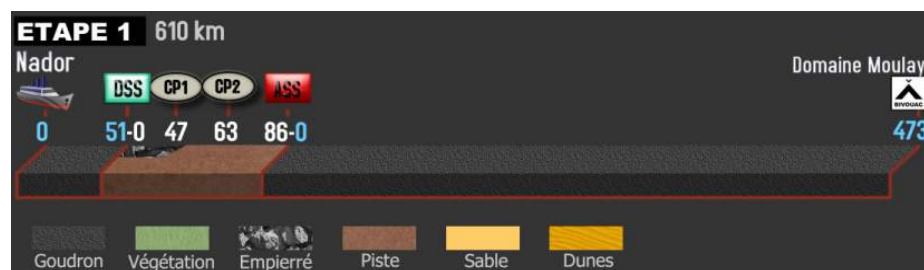 ETAPE 1 610 km
Nador
Domaine Moulay
DSS CP1 CP2 ASS
BIVOUAC
0 51-0 47 63 86-0 473
Goudron Végétation Empierré Piste Sable Dunes